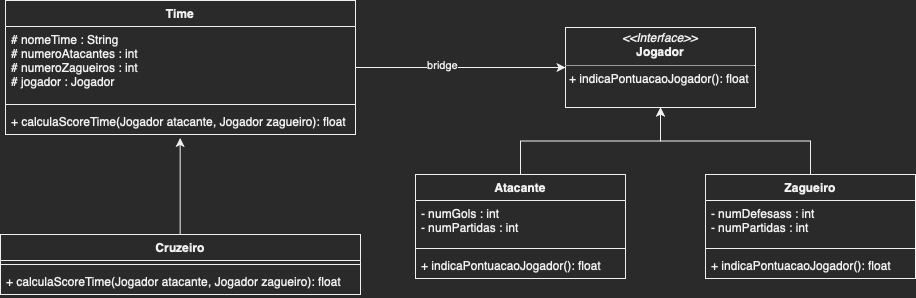 Time
# nomeTime : String
# numeroAtacantes : int
# numeroZagueiros : int
# jogador : Jogador
+ calculaScoreTime(Jogador atacante, Jogador zagueiro): float
bridge
<<Interface>>
Jogador
+ indicaPontuacaoJogador(): float
Atacante
- numGols : int
- numPartidas : int
+ indicaPontuacaoJogador(): float
Zagueiro
- numDefesass : int
- numPartidas : int
+ indicaPontuacaoJogador(): float
Cruzeiro
+ calculaScoreTime(Jogador atacante, Jogador zagueiro): float